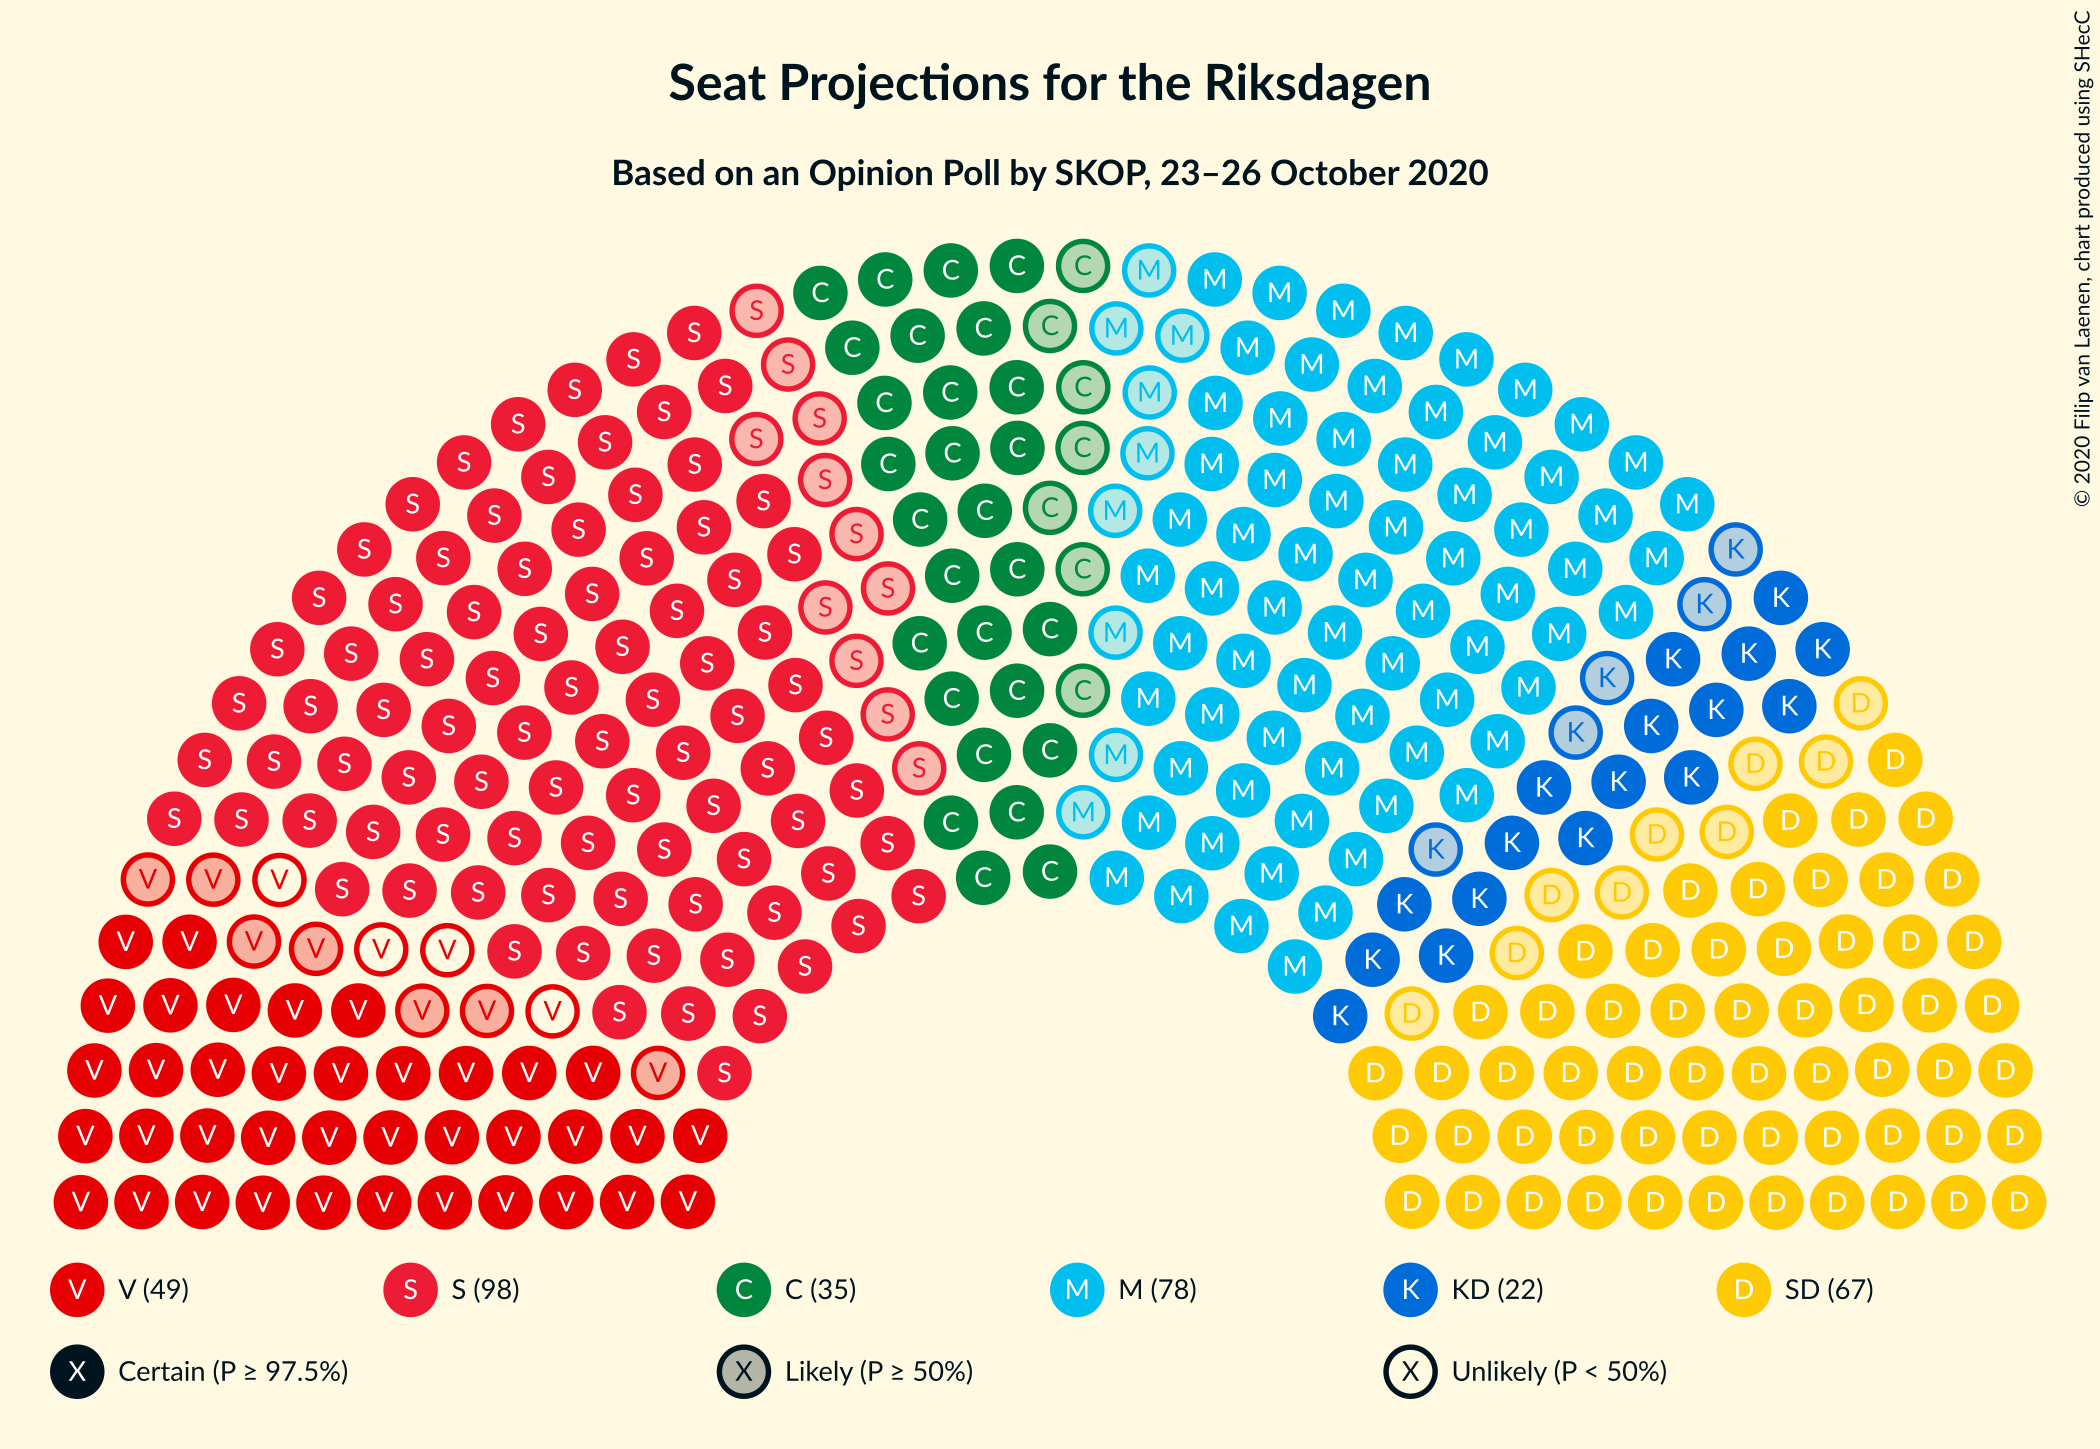 Seat Projections for the Riksdagen
Based on an Opinion Poll by SKOP, 23–26 October 2020
© 2020 Filip van Laenen, chart produced using SHecC
V V (49) S S (98) C C (35) M M (78) K KD (22) D SD (67)
X Certain (P ≥ 97.5%) X Likely (P ≥ 50%) X Unlikely (P < 50%)